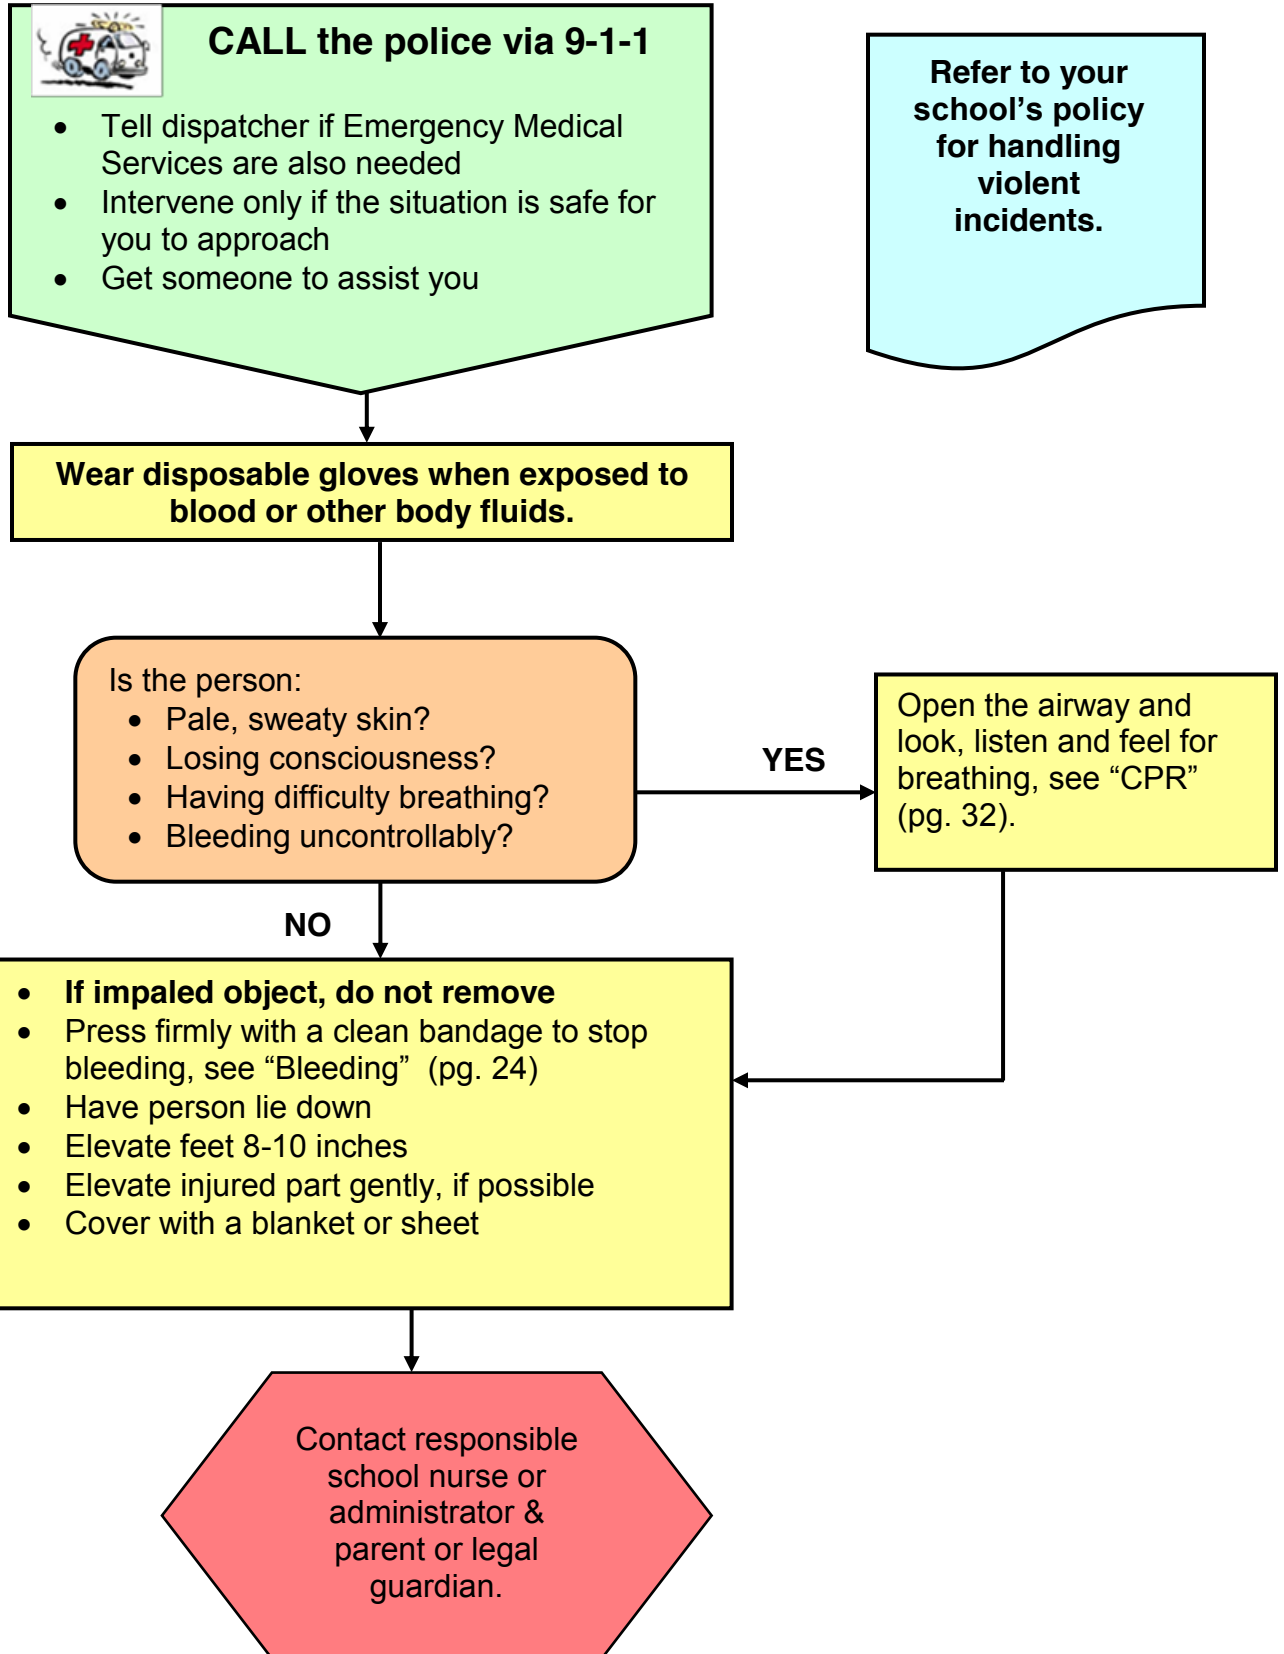 CALL the police via 9-1-1
• Tell dispatcher if Emergency Medical
Services are also needed
• Intervene only if the situation is safe for
you to approach
• Get someone to assist you
Refer to your
school’s policy
for handling
violent
incidents.
Wear disposable gloves when exposed to
blood or other body fluids.
Is the person:
• Pale, sweaty skin?
• Losing consciousness?
• Having difficulty breathing?
• Bleeding uncontrollably?
YES
Open the airway and
look, listen and feel for
breathing, see “CPR”
(pg. 32).
NO
• If impaled object, do not remove
• Press firmly with a clean bandage to stop
bleeding, see “Bleeding” (pg. 24)
• Have person lie down
• Elevate feet 8-10 inches
• Elevate injured part gently, if possible
• Cover with a blanket or sheet
Contact responsible
school nurse or
administrator &
parent or legal
guardian.